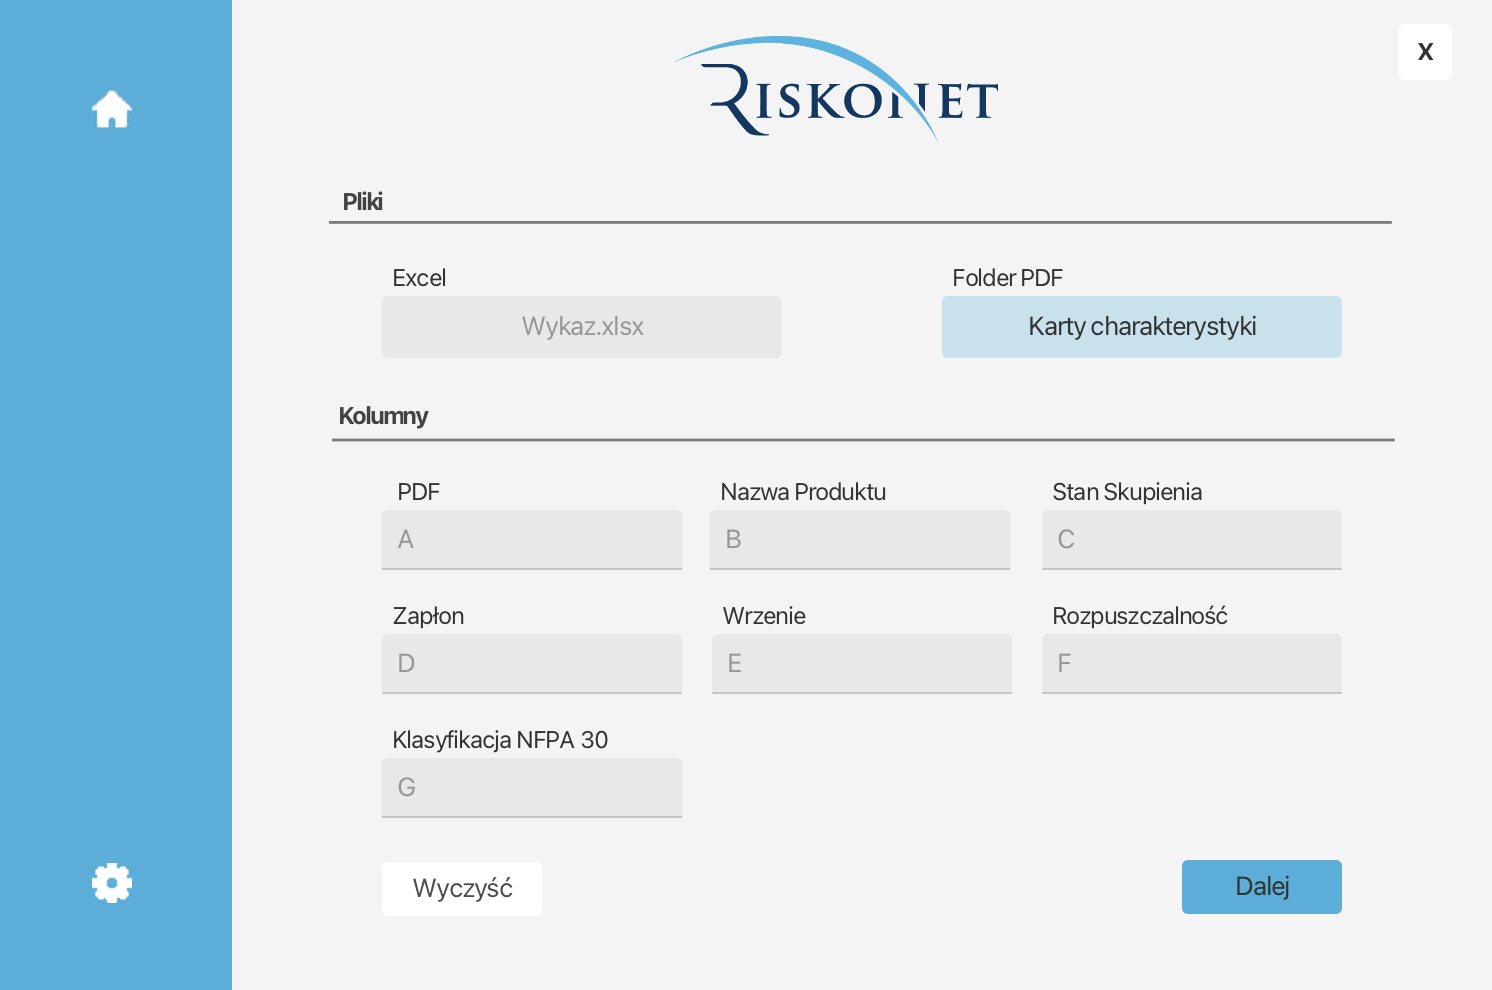 RISKONET
X
Pliki
Excel
Folder PDF
Wykaz.xlsx
Karty charakterystyki
Kolumny
PDF
Nazwa Produktu
Stan Skupienia
A
B
C
Zapłon
Wrzenie
Rozpuszczalność
D
E
F
Klasyfikacja NFPA 30
G
Wyczyść
Dalej